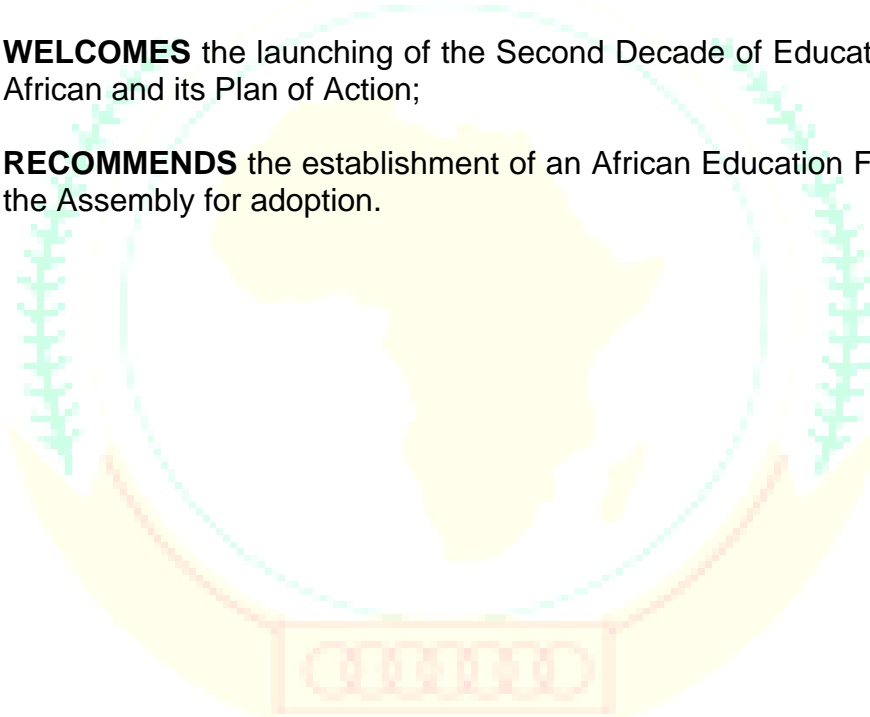 WELCOMES the launching of the Second Decade of Educat
African and its Plan of Action;
RECOMMENDS the establishment of an African Education F
the Assembly for adoption.